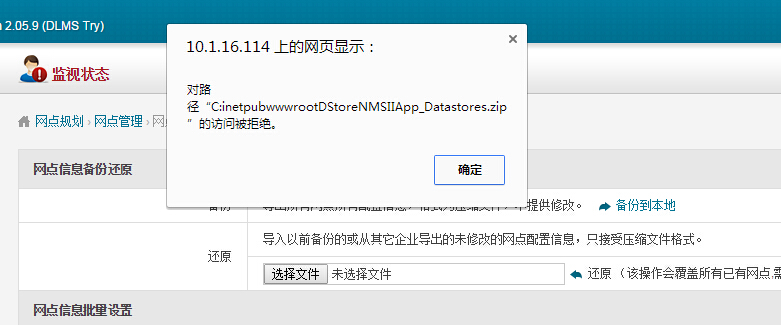 2.05.9 (DLMS Try)
10.1.16.114 上的网页显示：
对路
径“C:inetpubwwwrootDStoreNMSIIApp_Datastores.zip
”的访问被拒绝。
确定
监视状态
网点规划 › 网点管理 ›
网点信息备份还原
提供修改。 备份到本地
还原
导入以前备份的或从其它企业导出的未修改的网点配置信息，只接受压缩文件格式。
选择文件 未选择文件 还原 （该操作会覆盖所有已有网点,需
网点信息批量设置